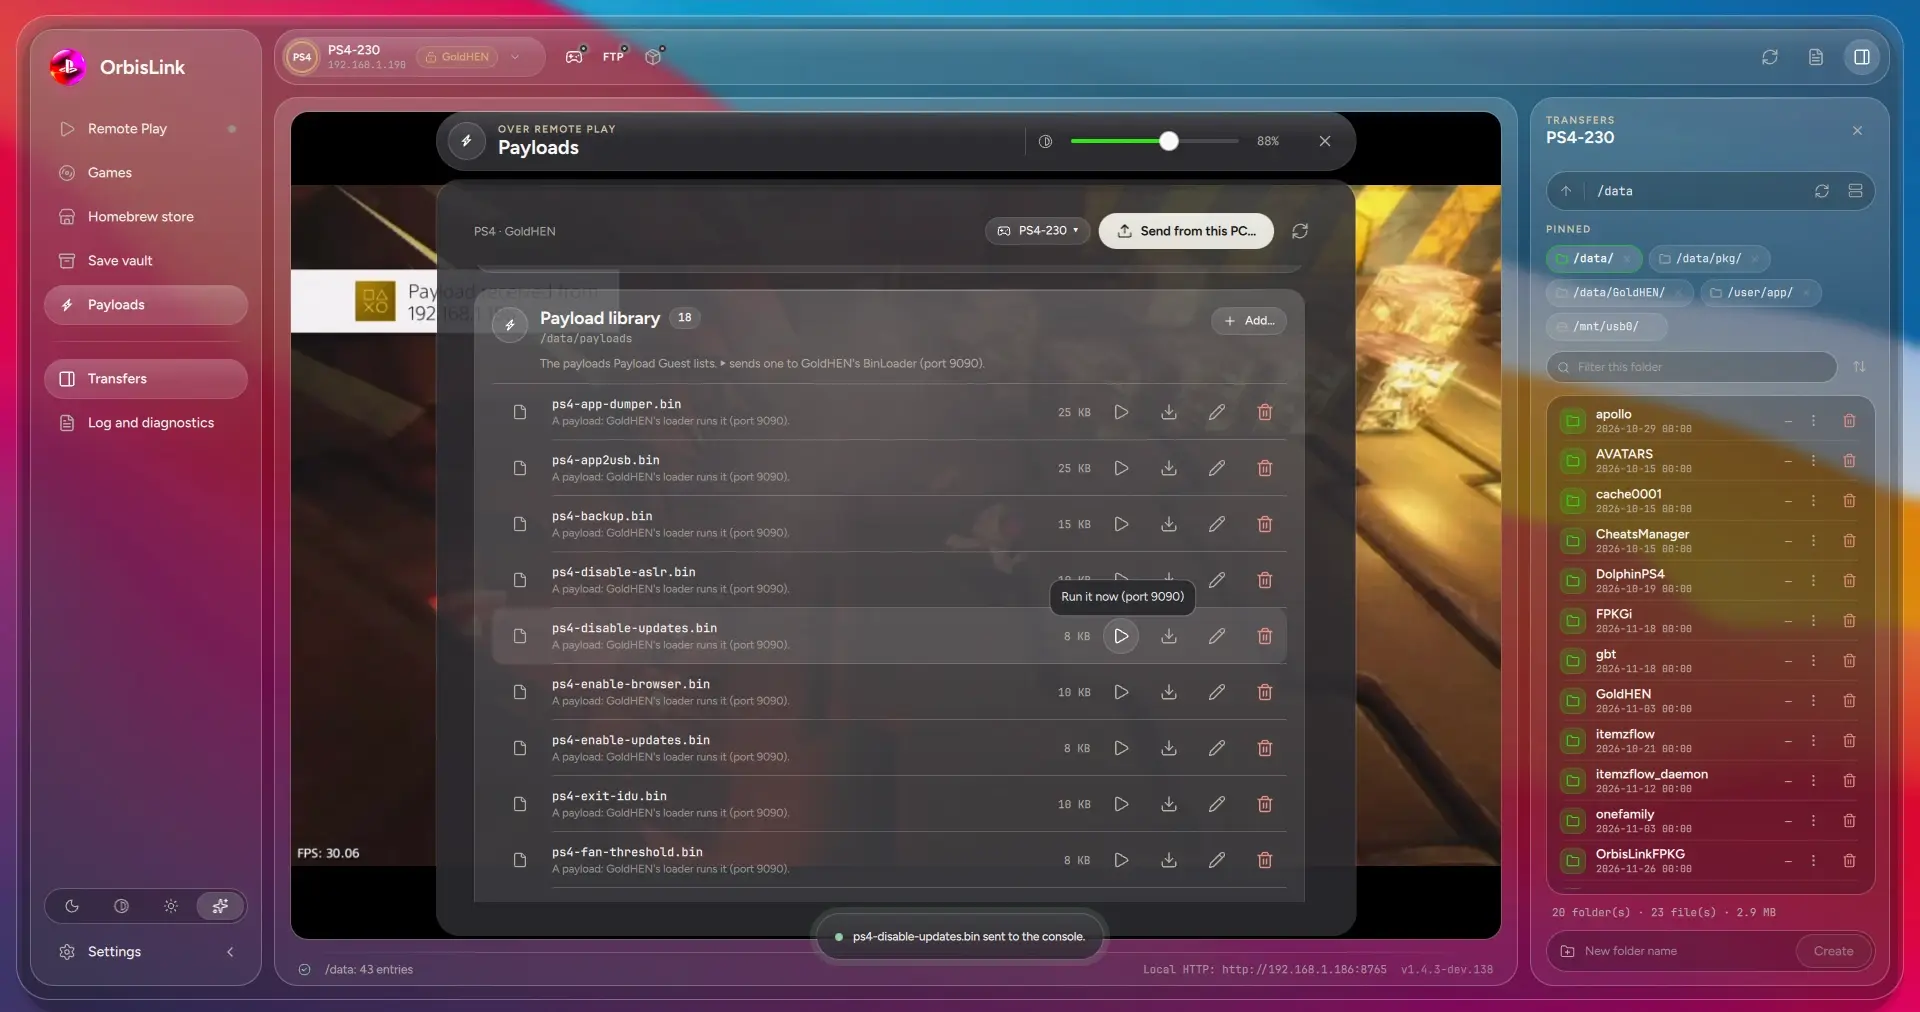 OrbisLink
Remote Play
Games
Homebrew store
Save vault
Payloads
Transfers
Log and diagnostics
Settings
PS4
PS4-230
192.168.1.190
GoldHEN
FTP
OVER REMOTE PLAY
Payloads
88%
PS4 · GoldHEN
PS4-230
Send from this PC...
Payload received from
192.168.1
Payload library 18
/data/payloads
The payloads Payload Guest lists. ▸ sends one to GoldHEN's BinLoader (port 9090).
Add...
ps4-app-dumper.bin
A payload: GoldHEN's loader runs it (port 9090).
25 KB
ps4-app2usb.bin
A payload: GoldHEN's loader runs it (port 9090).
25 KB
ps4-backup.bin
A payload: GoldHEN's loader runs it (port 9090).
15 KB
ps4-disable-aslr.bin
A payload: GoldHEN's loader runs it (port 9090).
Run it now (port 9090)
ps4-disable-updates.bin
A payload: GoldHEN's loader runs it (port 9090).
8 KB
ps4-enable-browser.bin
A payload: GoldHEN's loader runs it (port 9090).
10 KB
ps4-enable-updates.bin
A payload: GoldHEN's loader runs it (port 9090).
8 KB
ps4-exit-idu.bin
A payload: GoldHEN's loader runs it (port 9090).
10 KB
ps4-fan-threshold.bin
A payload: GoldHEN's loader runs it (port 9090).
8 KB
FPS: 30.06
ps4-disable-updates.bin sent to the console.
/data: 43 entries
Local HTTP: http://192.168.1.186:8765 v1.4.3-dev.138
TRANSFERS
PS4-230
/data
PINNED
/data/
/data/pkg/
/data/GoldHEN/
/user/app/
/mnt/usb0/
Filter this folder
apollo
2026-10-29 00:00
AVATARS
2026-10-15 00:00
cache0001
2026-10-15 00:00
CheatsManager
2026-10-15 00:00
DolphinPS4
2026-10-19 00:00
FPKGi
2026-11-18 00:00
gbt
2026-11-18 00:00
GoldHEN
2026-11-03 00:00
itemzflow
2026-10-21 00:00
itemzflow_daemon
2026-11-12 00:00
onefamily
2026-11-03 00:00
OrbisLinkFPKG
2026-11-26 00:00
20 folder(s) · 23 file(s) · 2.9 MB
New folder name
Create